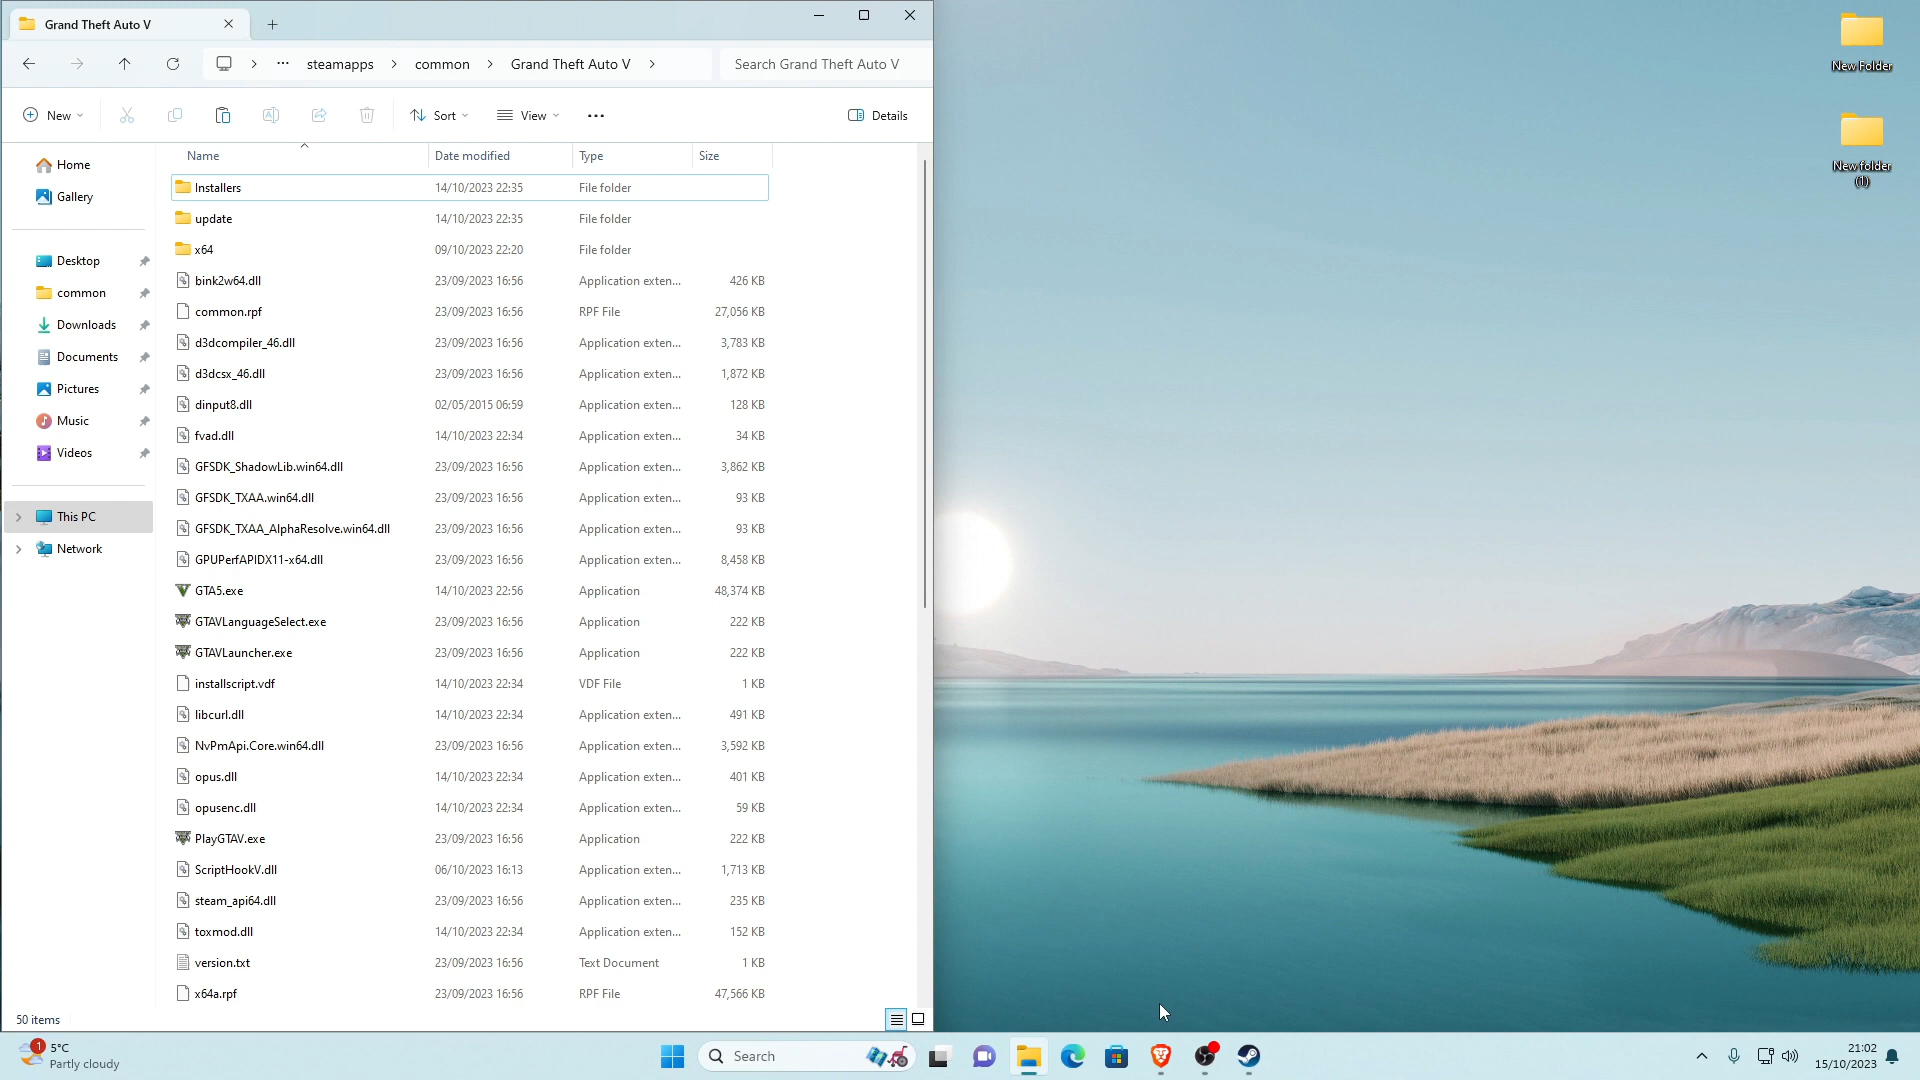 Grand Theft Auto V
steamapps
common
Grand Theft Auto V
Search Grand Theft Auto V
New
Sort
View
Details
Name
Date modified
Type
Size
Home
Gallery
Desktop
common
Downloads
Documents
Pictures
Music
Videos
This PC
Network
Installers 14/10/2023 22:35 File folder
update 14/10/2023 22:35 File folder
x64 09/10/2023 22:20 File folder
bink2w64.dll 23/09/2023 16:56 Application exten... 426 KB
common.rpf 23/09/2023 16:56 RPF File 27,056 KB
d3dcompiler_46.dll 23/09/2023 16:56 Application exten... 3,783 KB
d3dcsx_46.dll 23/09/2023 16:56 Application exten... 1,872 KB
dinput8.dll 02/05/2015 06:59 Application exten... 128 KB
fvad.dll 14/10/2023 22:34 Application exten... 34 KB
GFSDK_ShadowLib.win64.dll 23/09/2023 16:56 Application exten... 3,862 KB
GFSDK_TXAA.win64.dll 23/09/2023 16:56 Application exten... 93 KB
GFSDK_TXAA_AlphaResolve.win64.dll 23/09/2023 16:56 Application exten... 93 KB
GPUPerfAPIDX11-x64.dll 23/09/2023 16:56 Application exten... 8,458 KB
GTA5.exe 14/10/2023 22:56 Application 48,374 KB
GTAVLanguageSelect.exe 23/09/2023 16:56 Application 222 KB
GTAVLauncher.exe 23/09/2023 16:56 Application 222 KB
installscript.vdf 14/10/2023 22:34 VDF File 1 KB
libcurl.dll 14/10/2023 22:34 Application exten... 491 KB
NvPmApi.Core.win64.dll 23/09/2023 16:56 Application exten... 3,592 KB
opus.dll 14/10/2023 22:34 Application exten... 401 KB
opusenc.dll 14/10/2023 22:34 Application exten... 59 KB
PlayGTAV.exe 23/09/2023 16:56 Application 222 KB
ScriptHookV.dll 06/10/2023 16:13 Application exten... 1,713 KB
steam_api64.dll 23/09/2023 16:56 Application exten... 235 KB
toxmod.dll 14/10/2023 22:34 Application exten... 152 KB
version.txt 23/09/2023 16:56 Text Document 1 KB
x64a.rpf 23/09/2023 16:56 RPF File 47,566 KB
50 items
New Folder
New folder
(1)
1
5°C
Partly cloudy
Search
21:02
15/10/2023